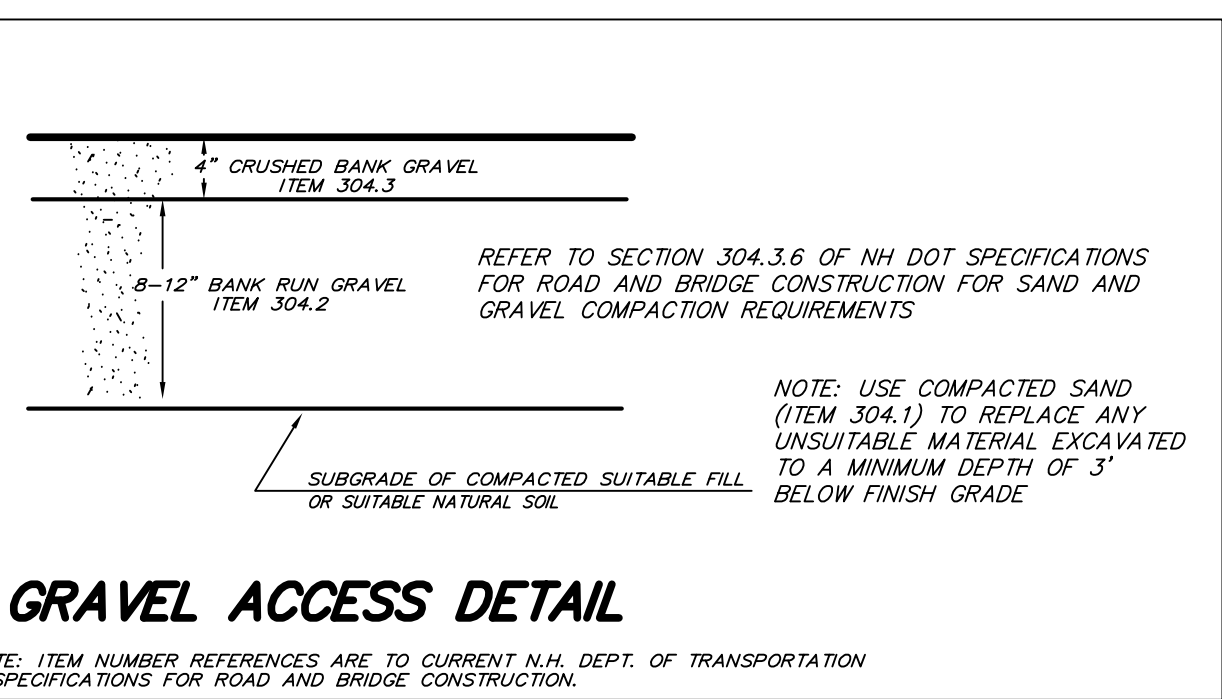 4" CRUSHED BANK GRAVEL
ITEM 304.3
8-12" BANK RUN GRAVEL
ITEM 304.2
REFER TO SECTION 304.3.6 OF NH DOT SPECIFICATIONS
FOR ROAD AND BRIDGE CONSTRUCTION FOR SAND AND
GRAVEL COMPACTION REQUIREMENTS
NOTE: USE COMPACTED SAND
(ITEM 304.1) TO REPLACE ANY
UNSUITABLE MATERIAL EXCAVATED
TO A MINIMUM DEPTH OF 3'
BELOW FINISH GRADE
SUBGRADE OF COMPACTED SUITABLE FILL
OR SUITABLE NATURAL SOIL
GRAVEL ACCESS DETAIL
TE: ITEM NUMBER REFERENCES ARE TO CURRENT N.H. DEPT. OF TRANSPORTATION
SPECIFICATIONS FOR ROAD AND BRIDGE CONSTRUCTION.